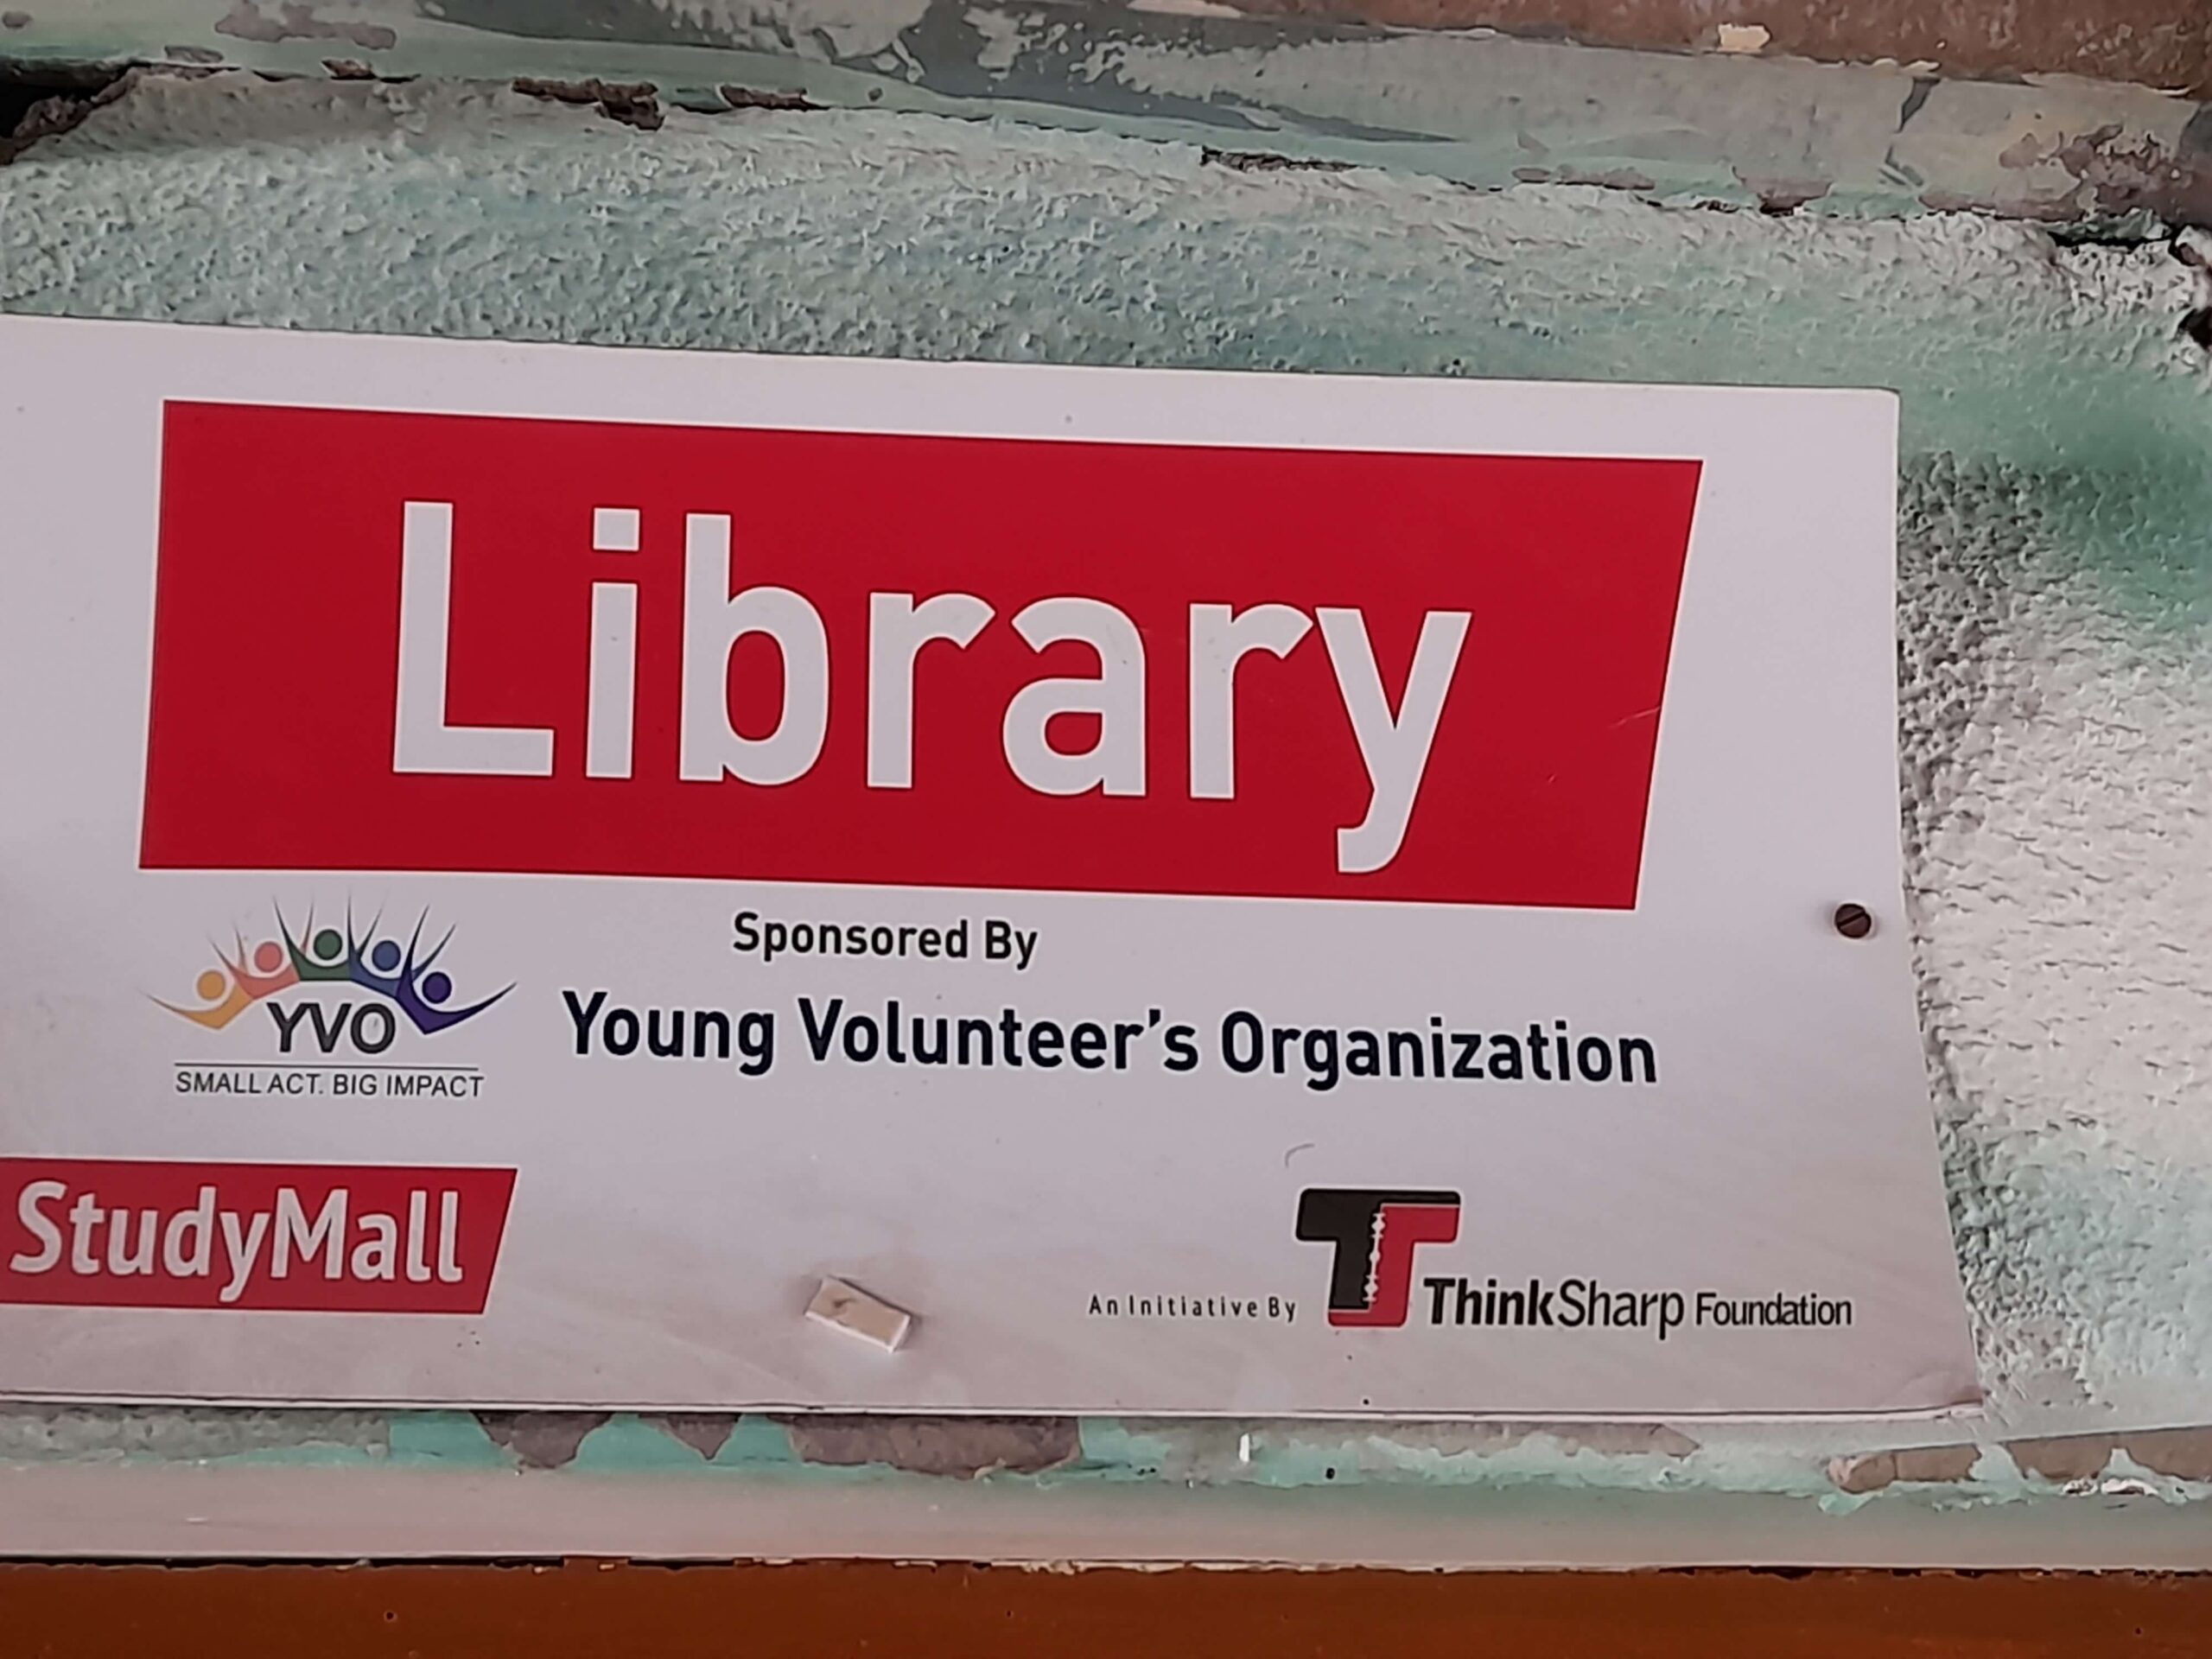 Library
Sponsored By
YVO
SMALL ACT. BIG IMPACT
Young Volunteer's Organization
StudyMall
An Initiative By
ThinkSharp Foundation